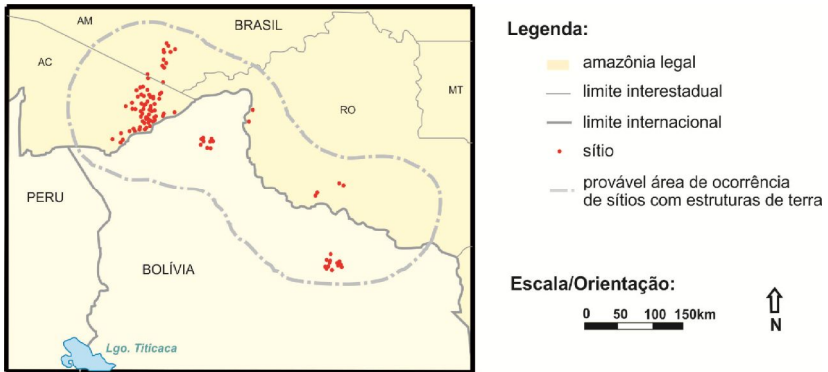 AM
BRASIL
AC
RO
MT
PERU
BOLÍVIA
Lgo. Titicaca
Legenda:
amazônia legal
limite interestadual
limite internacional
sítio
provável área de ocorrência
de sítios com estruturas de terra
Escala/Orientação:
0 50 100 150km
N